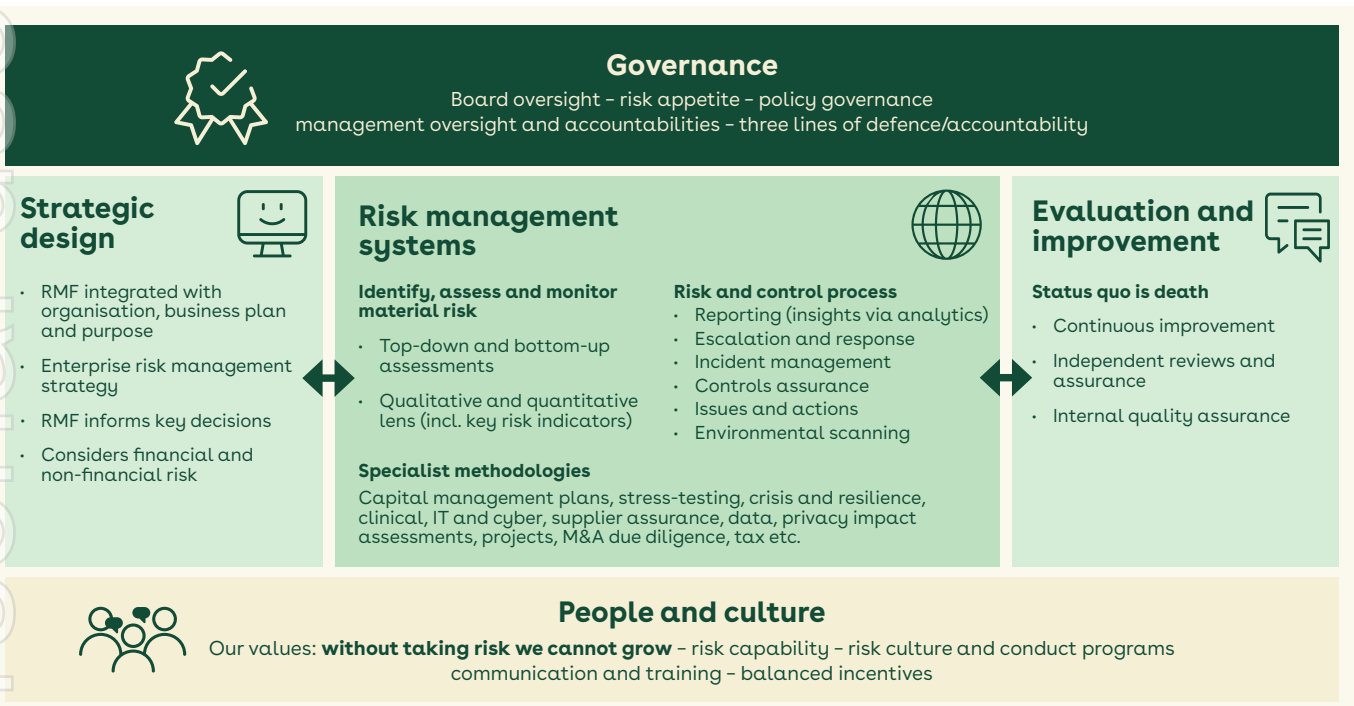 Governance
Board oversight – risk appetite – policy governance
management oversight and accountabilities – three lines of defence/accountability
Strategic
design
• RMF integrated with
organisation, business plan
and purpose
• Enterprise risk management
strategy
• RMF informs key decisions
• Considers financial and
non-financial risk
Risk management
systems
Identify, assess and monitor
material risk
• Top-down and bottom-up
assessments
• Qualitative and quantitative
lens (incl. key risk indicators)
Risk and control process
• Reporting (insights via analytics)
• Escalation and response
• Incident management
• Controls assurance
• Issues and actions
• Environmental scanning
Specialist methodologies
Capital management plans, stress-testing, crisis and resilience,
clinical, IT and cyber, supplier assurance, data, privacy impact
assessments, projects, M&A due diligence, tax etc.
Evaluation and
improvement
Status quo is death
• Continuous improvement
• Independent reviews and
assurance
• Internal quality assurance
People and culture
Our values: without taking risk we cannot grow – risk capability – risk culture and conduct programs
communication and training – balanced incentives